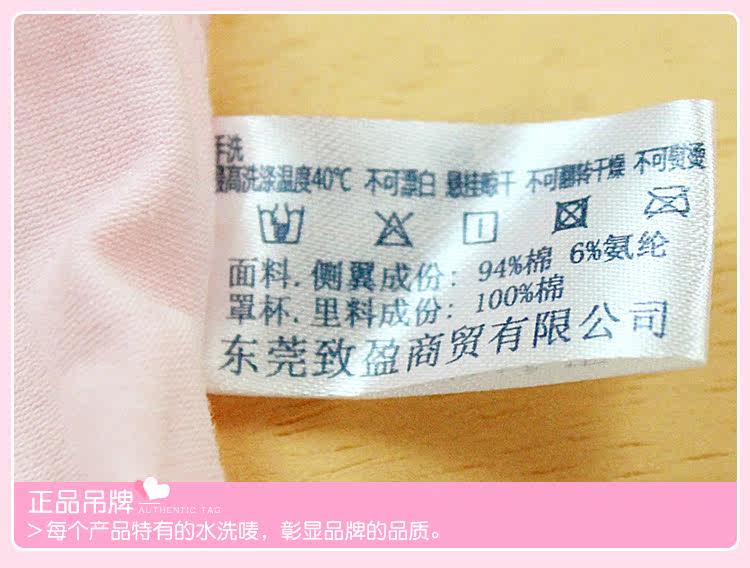 手洗
最高洗涤温度40℃ 不可漂白 悬挂晾干 不可翻转干燥 不可熨烫
面料.侧翼成份: 94%棉 6%氨纶
罩杯.里料成份: 100%棉
东莞致盈商贸有限公司
正品吊牌
AUTHENTIC TAG
>每个产品特有的水洗唛，彰显品牌的品质。